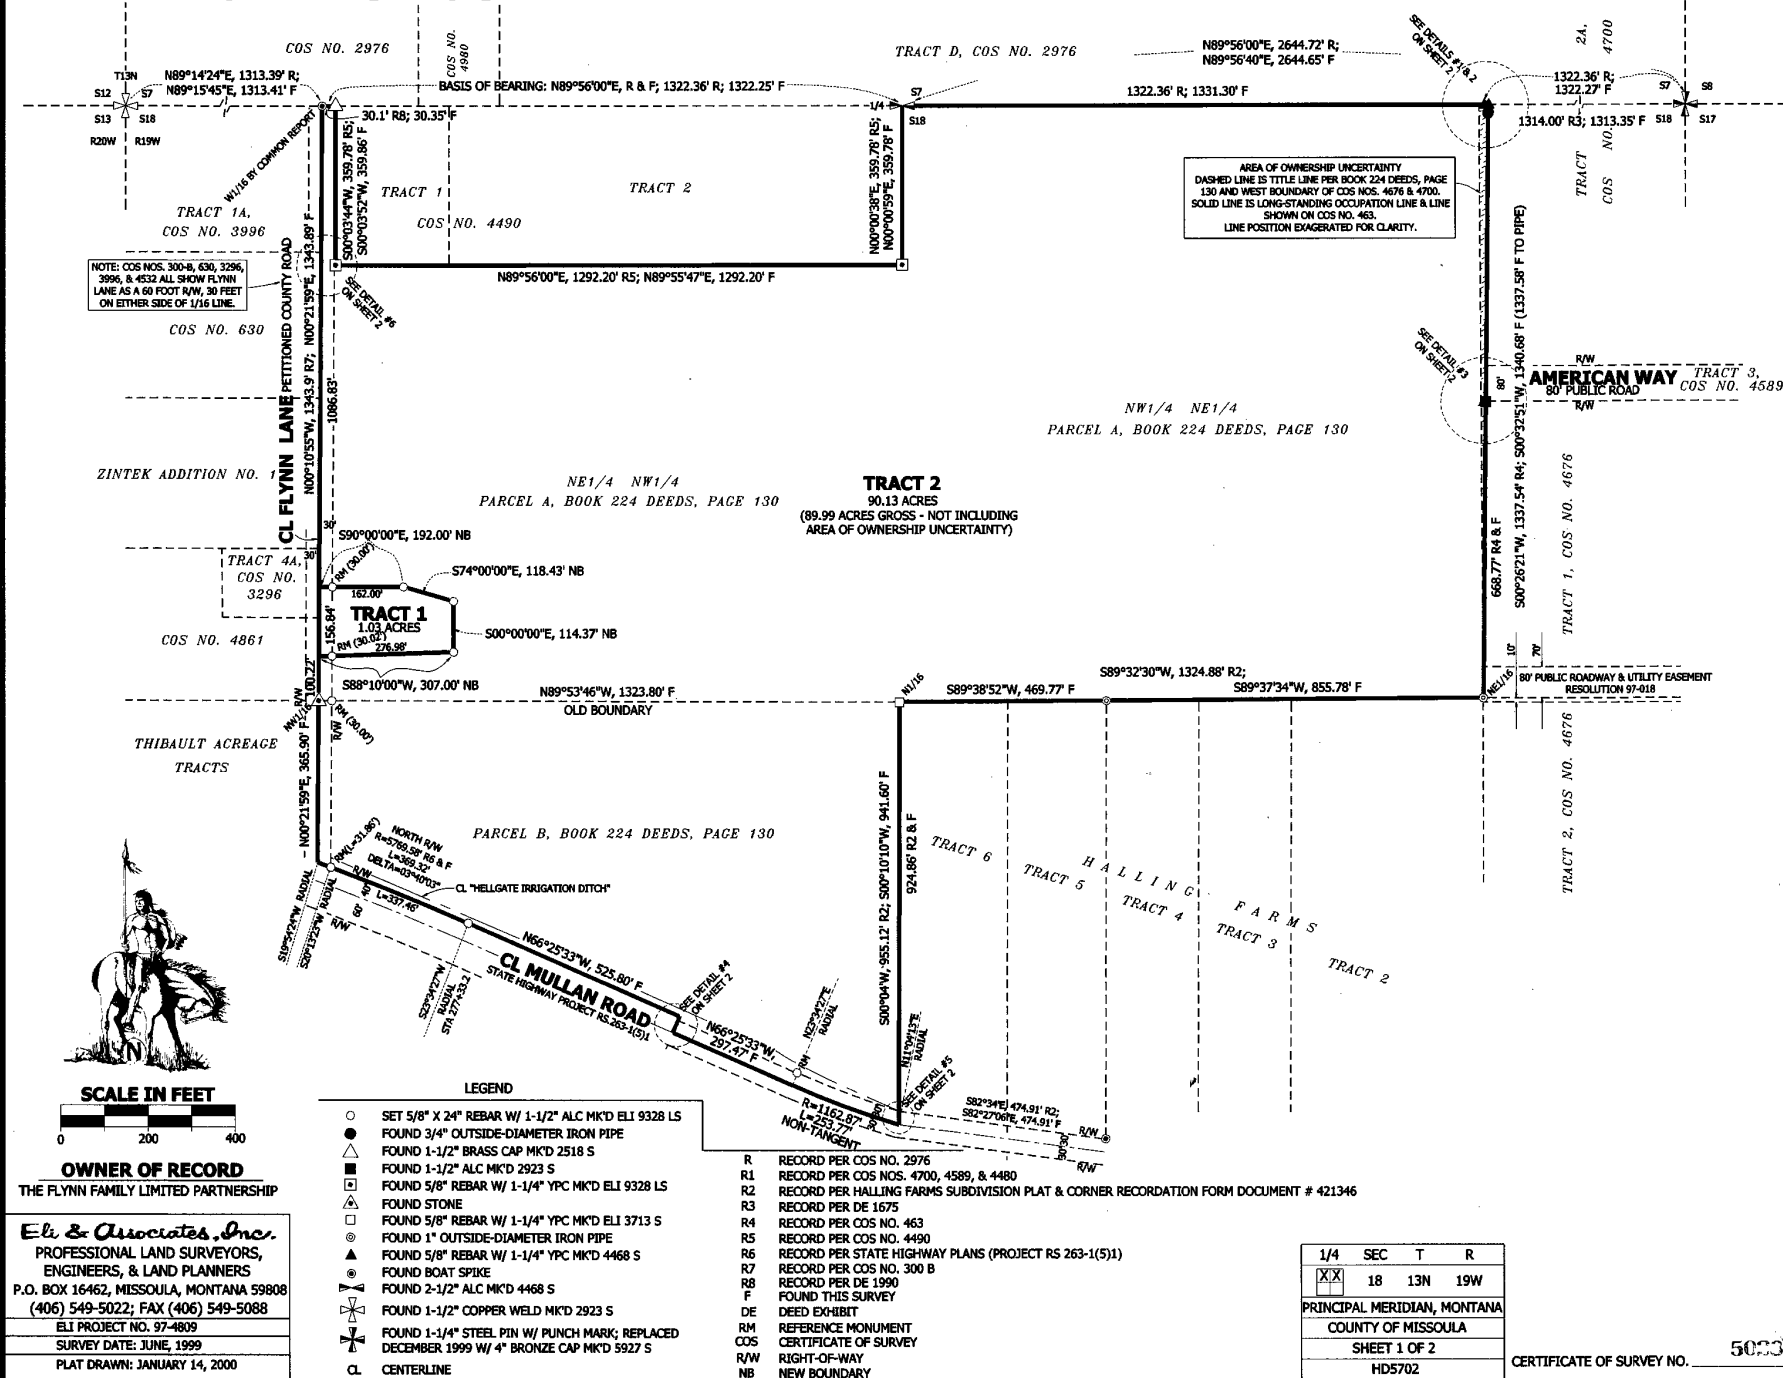 COS NO. 2976
COS NO. 4980
TRACT D, COS NO. 2976
N89°56'00"E, 2644.72' R;
N89°56'40"E, 2644.65' F
SEE DETAILS #1 & 2
ON SHEET 2
2A,
4700
T13N
N89°14'24"E, 1313.39' R;
N89°15'45"E, 1313.41' F
S12 S7
S13 S18
R20W R19W
BASIS OF BEARING: N89°56'00"E, R & F; 1322.36' R; 1322.25' F
1/4
S7
S18
1322.36' R; 1331.30' F
1322.36' R;
1322.27' F
S7 S8
S18 S17
1314.00' R3; 1313.35' F
30.1' R8; 30.35' F
W1/16 BY COMMON REPORT
S00°03'44"W, 359.78' R5;
S00°03'52"W, 359.86' F
TRACT 1
TRACT 2
COS NO. 4490
N00°00'38"E, 359.78' R5;
N00°00'59"E, 359.78' F
N89°56'00"E, 1292.20' R5; N89°55'47"E, 1292.20' F
AREA OF OWNERSHIP UNCERTAINTY
DASHED LINE IS TITLE LINE PER BOOK 224 DEEDS, PAGE
130 AND WEST BOUNDARY OF COS NOS. 4676 & 4700.
SOLID LINE IS LONG-STANDING OCCUPATION LINE & LINE
SHOWN ON COS NO. 463.
LINE POSITION EXAGERATED FOR CLARITY.
TRACT
COS NO.
TRACT 1A,
COS NO. 3996
NOTE: COS NOS. 300-B, 630, 3296,
3996, & 4532 ALL SHOW FLYNN
LANE AS A 60 FOOT R/W, 30 FEET
ON EITHER SIDE OF 1/16 LINE.
COS NO. 630
CL FLYNN LANE PETITIONED COUNTY ROAD
N00°10'55"W, 1343.9' R7; N00°21'59"E, 1343.89' F
1086.83'
SEE DETAIL #6
ON SHEET 2
SEE DETAIL #3
ON SHEET 2
R/W
80'
AMERICAN WAY
80' PUBLIC ROAD
R/W
TRACT 3,
COS NO. 4589
S00°26'21"W, 1337.54' R4; S00°32'51"W, 1340.68' F (1337.58' F TO PIPE)
668.77' R4 & F
TRACT 1, COS NO. 4676
NW1/4 NE1/4
PARCEL A, BOOK 224 DEEDS, PAGE 130
ZINTEK ADDITION NO. 1
NE1/4 NW1/4
PARCEL A, BOOK 224 DEEDS, PAGE 130
TRACT 2
90.13 ACRES
(89.99 ACRES GROSS - NOT INCLUDING
AREA OF OWNERSHIP UNCERTAINTY)
30'
30'
S90°00'00"E, 192.00' NB
RM (30.00')
S74°00'00"E, 118.43' NB
TRACT 4A,
COS NO.
3296
162.00'
TRACT 1
1.03 ACRES
156.84'
RM (30.02')
276.98'
S00°00'00"E, 114.37' NB
COS NO. 4861
100.22'
S88°10'00"W, 307.00' NB
N89°53'46"W, 1323.80' F
OLD BOUNDARY
R/W
NW1/16
RM (30.00')
R/W
N1/16
S89°32'30"W, 1324.88' R2;
S89°38'52"W, 469.77' F
S89°37'34"W, 855.78' F
NE1/16
10'
70'
80' PUBLIC ROADWAY & UTILITY EASEMENT
RESOLUTION 97-018
THIBAULT ACREAGE
TRACTS
N00°21'59"E, 365.90' F
PARCEL B, BOOK 224 DEEDS, PAGE 130
RM(L=31.86')
NORTH R/W
R=5769.58' R6 & F
L=369.32'
DELTA=03°40'03"
R/W
40'
60'
L=337.46'
R/W
CL "HELLGATE IRRIGATION DITCH"
S19°54'24"W RADIAL
S20°13'23"W RADIAL
S23°34'27"W
RADIAL
STA 277+33.2
N66°25'33"W, 525.80' F
CL MULLAN ROAD
STATE HIGHWAY PROJECT RS.263-1(5)1
SEE DETAIL #4
ON SHEET 2
N66°25'33"W,
297.47' F
RM
N23°34'27"E
RADIAL
S00°04'W, 955.12' R2; S00°10'10"W, 941.60' F
924.86' R2 & F
N11°04'13"E
RADIAL
SEE DETAIL #5
ON SHEET 2
R=1162.87'
L=253.77'
NON-TANGENT
30'
30'
S82°34'E, 474.91' R2;
S82°27'06"E, 474.91' F
R/W
30'
30'
R/W
TRACT 6
TRACT 5
TRACT 4
TRACT 3
TRACT 2
HALLING FARMS
TRACT 2, COS NO. 4676
N
SCALE IN FEET
0 200 400
OWNER OF RECORD
THE FLYNN FAMILY LIMITED PARTNERSHIP
Eli & Associates, Inc.
PROFESSIONAL LAND SURVEYORS,
ENGINEERS, & LAND PLANNERS
P.O. BOX 16462, MISSOULA, MONTANA 59808
(406) 549-5022; FAX (406) 549-5088
ELI PROJECT NO. 97-4809
SURVEY DATE: JUNE, 1999
PLAT DRAWN: JANUARY 14, 2000
LEGEND
SET 5/8" X 24" REBAR W/ 1-1/2" ALC MK'D ELI 9328 LS
FOUND 3/4" OUTSIDE-DIAMETER IRON PIPE
FOUND 1-1/2" BRASS CAP MK'D 2518 S
FOUND 1-1/2" ALC MK'D 2923 S
FOUND 5/8" REBAR W/ 1-1/4" YPC MK'D ELI 9328 LS
FOUND STONE
FOUND 5/8" REBAR W/ 1-1/4" YPC MK'D ELI 3713 S
FOUND 1" OUTSIDE-DIAMETER IRON PIPE
FOUND 5/8" REBAR W/ 1-1/4" YPC MK'D 4468 S
FOUND BOAT SPIKE
FOUND 2-1/2" ALC MK'D 4468 S
FOUND 1-1/2" COPPER WELD MK'D 2923 S
FOUND 1-1/4" STEEL PIN W/ PUNCH MARK; REPLACED
DECEMBER 1999 W/ 4" BRONZE CAP MK'D 5927 S
CL CENTERLINE
R RECORD PER COS NO. 2976
R1 RECORD PER COS NOS. 4700, 4589, & 4480
R2 RECORD PER HALLING FARMS SUBDIVISION PLAT & CORNER RECORDATION FORM DOCUMENT # 421346
R3 RECORD PER DE 1675
R4 RECORD PER COS NO. 463
R5 RECORD PER COS NO. 4490
R6 RECORD PER STATE HIGHWAY PLANS (PROJECT RS 263-1(5)1)
R7 RECORD PER COS NO. 300 B
R8 RECORD PER DE 1990
F FOUND THIS SURVEY
DE DEED EXHIBIT
RM REFERENCE MONUMENT
COS CERTIFICATE OF SURVEY
R/W RIGHT-OF-WAY
NB NEW BOUNDARY
1/4 SEC T R
XX 18 13N 19W
PRINCIPAL MERIDIAN, MONTANA
COUNTY OF MISSOULA
SHEET 1 OF 2
HD5702
CERTIFICATE OF SURVEY NO.